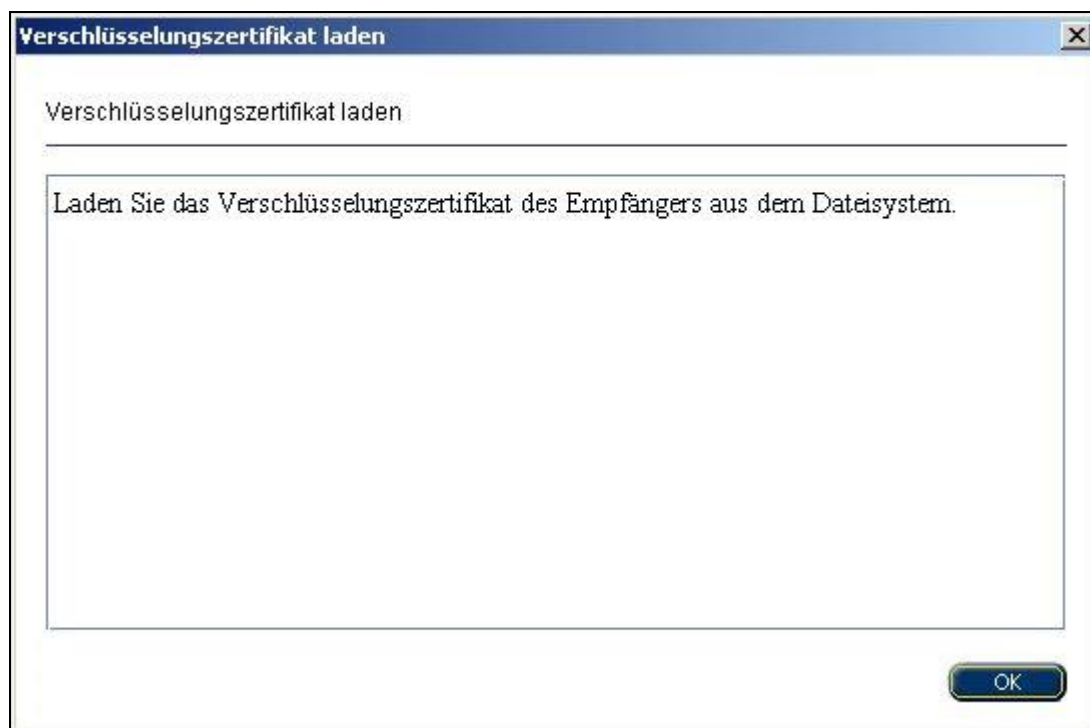 Verschlüsselungszertifikat laden
Verschlüsselungszertifikat laden
Laden Sie das Verschlüsselungszertifikat des Empfängers aus dem Dateisystem.
OK